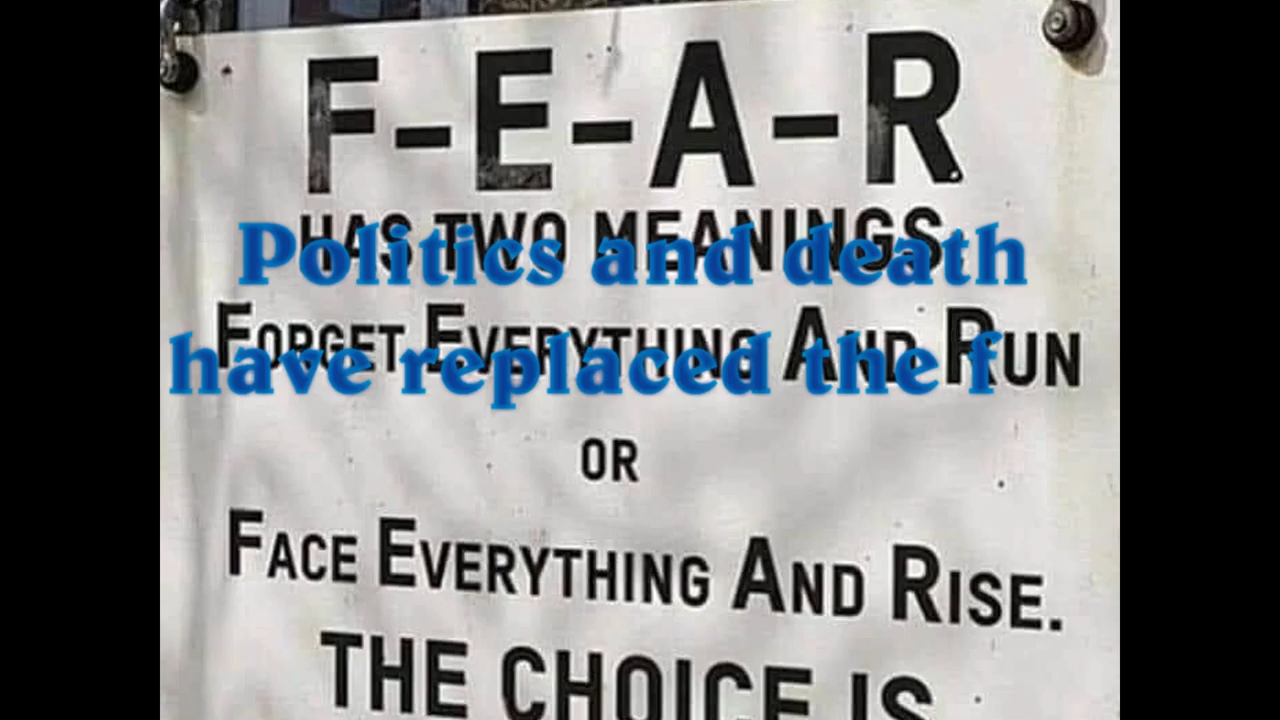 F-E-A-R
HAS TWO MEANINGS
Politics and death
FORGET EVERYTHING AND RUN
have replaced the f
OR
FACE EVERYTHING AND RISE.
THE CHOICE IS